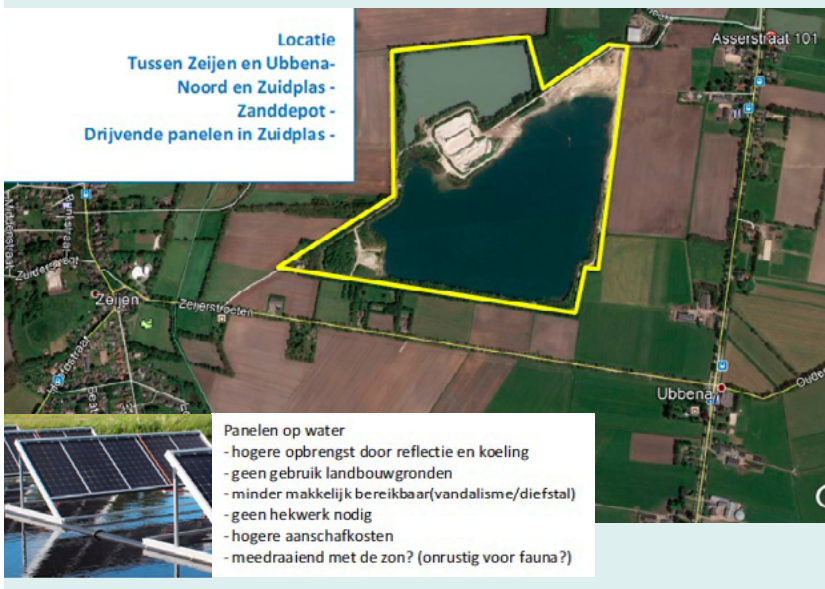 Locatie
Tussen Zeijen en Ubbena-
Noord en Zuidplas -
Zanddepot -
Drijvende panelen in Zuidplas -
Asserstraat 101
Zeijen
Zeijerstroeten
Ubbena
Panelen op water
- hogere opbrengst door reflectie en koeling
- geen gebruik landbouwgronden
- minder makkelijk bereikbaar(vandalisme/diefstal)
- geen hekwerk nodig
- hogere aanschafkosten
- meedraaiend met de zon? (onrustig voor fauna?)